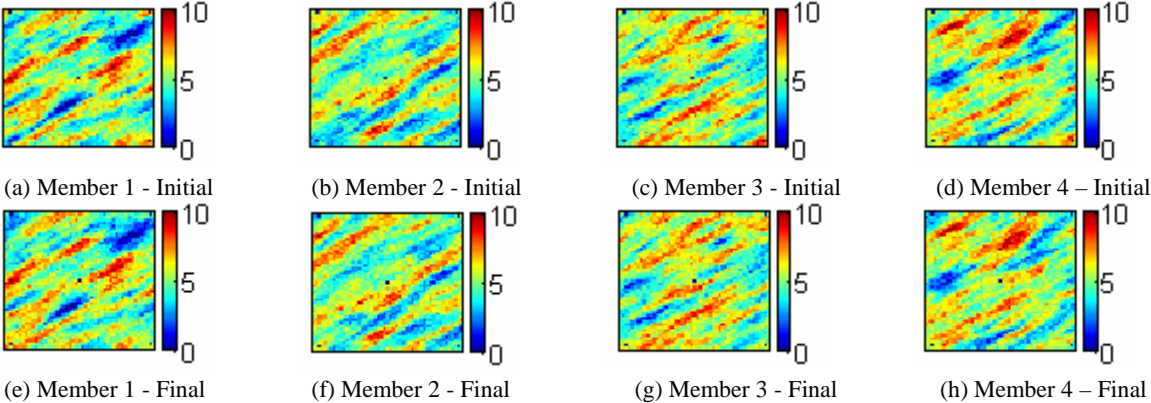 10 10 10 10
5 5 5 5
0 0 0 0
(a) Member 1 - Initial (b) Member 2 - Initial (c) Member 3 - Initial (d) Member 4 – Initial
10 10 10 10
5 5 5 5
0 0 0 0
(e) Member 1 - Final (f) Member 2 - Final (g) Member 3 - Final (h) Member 4 – Final